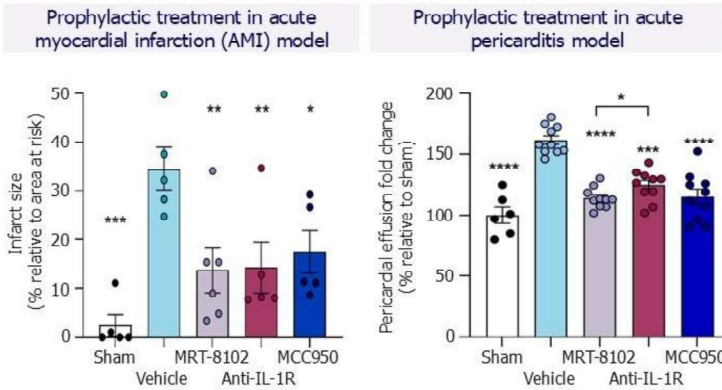 Prophylactic treatment in acute
myocardial infarction (AMI) model
Prophylactic treatment in acute
pericarditis model
Infarct size
(% relative to area at risk)
50
40
30
20
10
0
***
**
**
*
Sham
Vehicle
MRT-8102
Anti-IL-1R
MCC950
Pericardal effusion fold change
(% relative to sham)
200
150
100
50
0
****
****
*
***
****
Sham
Vehicle
MRT-8102
Anti-IL-1R
MCC950